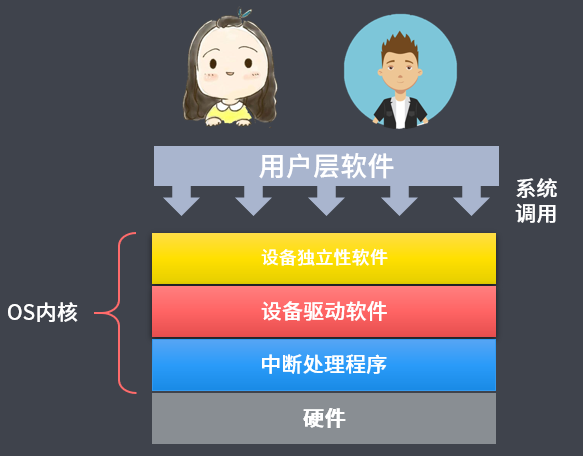 用户层软件
系统
调用
设备独立性软件
OS内核
设备驱动软件
中断处理程序
硬件